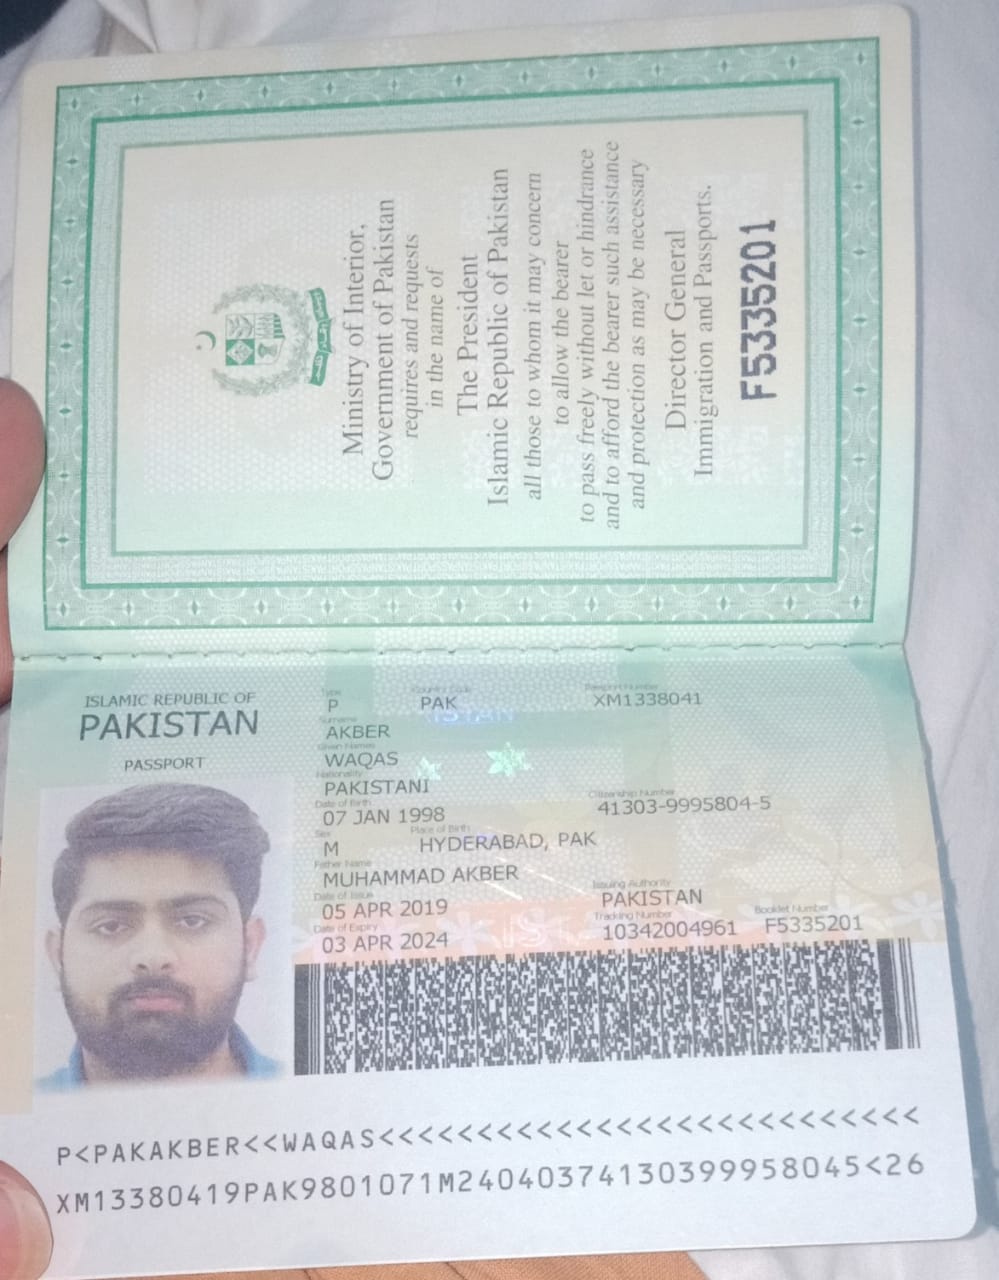 Ministry of Interior,
Government of Pakistan
requires and requests
in the name of
The President
Islamic Republic of Pakistan
all those to whom it may concern
to allow the bearer
to pass freely without let or hindrance
and to afford the bearer such assistance
and protection as may be necessary
Director General
Immigration and Passports.
F5335201
ISLAMIC REPUBLIC OF
PAKISTAN
PASSPORT
Type Country Code Passport Number
P PAK XM1338041
Surname
AKBER
Given Names
WAQAS
Nationality
PAKISTANI
Date of Birth Citizenship Number
07 JAN 1998 41303-9995804-5
Sex Place of Birth
M HYDERABAD, PAK
Father Name
MUHAMMAD AKBER
Date of Issue Issuing Authority
05 APR 2019 PAKISTAN
Date of Expiry Tracking Number Booklet Number
03 APR 2024 10342004961 F5335201
P<PAKAKBER<<WAQAS<<<<<<<<<<<<<<<<<<<<<<<<<<<
XM13380419PAK9801071M24040374130399958045<26